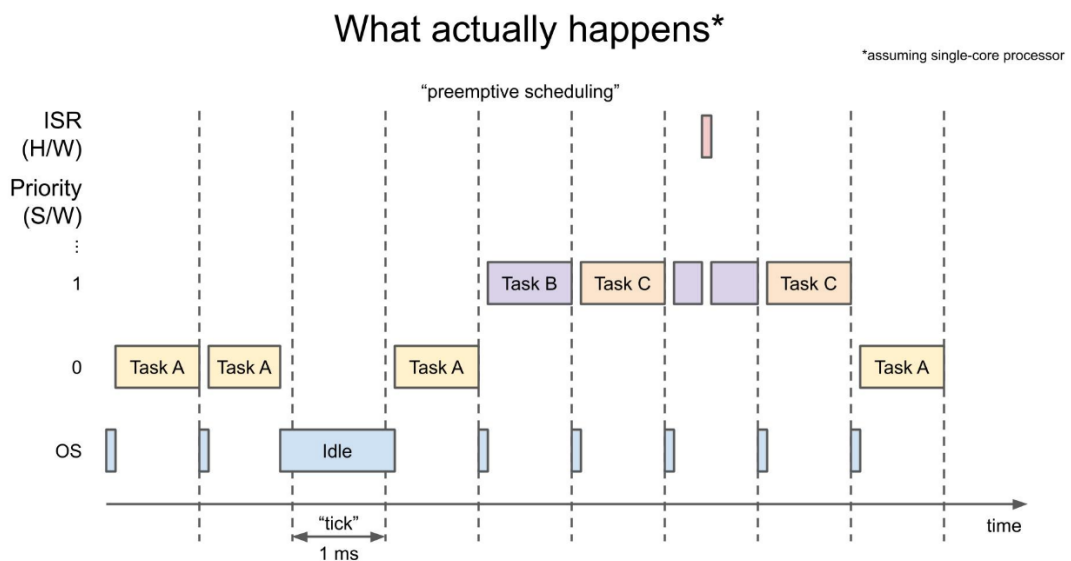 What actually happens*
*assuming single-core processor
“preemptive scheduling”
ISR
(H/W)
Priority
(S/W)
⋮
1
Task B
Task C
Task C
0
Task A
Task A
Task A
Task A
OS
Idle
time
“tick”
1 ms